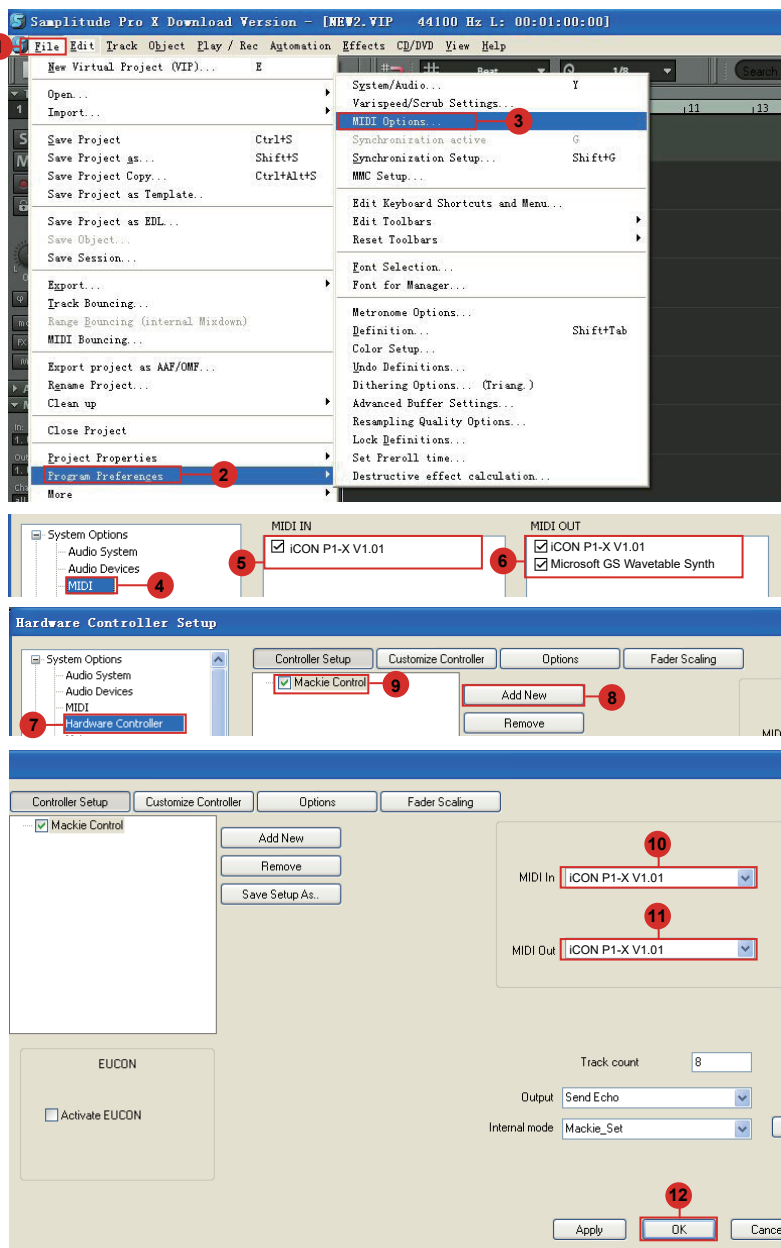 Samplitude Pro X Download Version - [NEW2.VIP 44100 Hz L: 00:01:00:00]
1 File Edit Track Object Play / Rec Automation Effects CD/DVD View Help
Beat 1/8 Search
New Virtual Project (VIP)... E
Open...
Import...
Save Project Ctrl+S
Save Project as... Shift+S
Save Project Copy... Ctrl+Alt+S
Save Project as Template..
Save Project as EDL...
Save Object...
Save Session...
Export...
Track Bouncing...
Range Bouncing (internal Mixdown)
MIDI Bouncing...
Export project as AAF/OMF...
Rename Project...
Clean up
Close Project
Project Properties
Program Preferences 2
More
System/Audio... Y
Varispeed/Scrub Settings...
MIDI Options... 3
Synchronization active G
Synchronization Setup... Shift+G
MMC Setup...
Edit Keyboard Shortcuts and Menu...
Edit Toolbars
Reset Toolbars
Font Selection...
Font for Manager...
Metronome Options...
Definition... Shift+Tab
Color Setup...
Undo Definitions...
Dithering Options... (Triang.)
Advanced Buffer Settings...
Resampling Quality Options...
Lock Definitions...
Set Preroll time...
Destructive effect calculation...
11 13
1
S
M
System Options
Audio System
Audio Devices
MIDI 4
MIDI IN
5 iCON P1-X V1.01
MIDI OUT
6 iCON P1-X V1.01
Microsoft GS Wavetable Synth
Hardware Controller Setup
System Options
Audio System
Audio Devices
MIDI
7 Hardware Controller
Controller Setup Customize Controller Options Fader Scaling
Mackie Control 9
Add New 8
Remove
Controller Setup Customize Controller Options Fader Scaling
Mackie Control
Add New
Remove
Save Setup As..
10
MIDI In iCON P1-X V1.01
11
MIDI Out iCON P1-X V1.01
EUCON
Activate EUCON
Track count 8
Output Send Echo
Internal mode Mackie_Set
12
Apply OK Cance